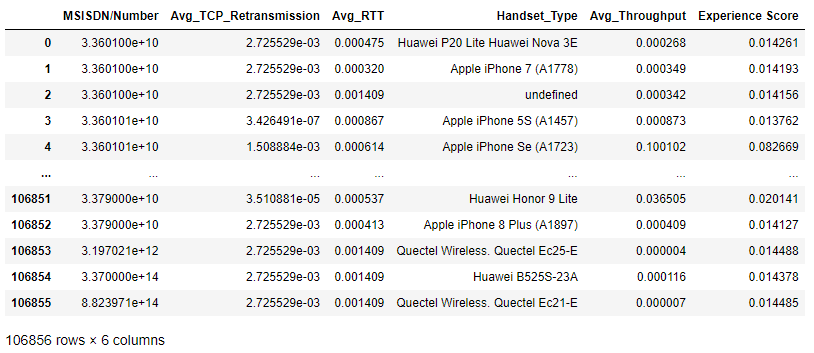 MSISDN/Number Avg_TCP_Retransmission Avg_RTT Handset_Type Avg_Throughput Experience Score
0 3.360100e+10 2.725529e-03 0.000475 Huawei P20 Lite Huawei Nova 3E 0.000268 0.014261
1 3.360100e+10 2.725529e-03 0.000320 Apple iPhone 7 (A1778) 0.000349 0.014193
2 3.360100e+10 2.725529e-03 0.001409 undefined 0.000342 0.014156
3 3.360101e+10 3.426491e-07 0.000867 Apple iPhone 5S (A1457) 0.000873 0.013762
4 3.360101e+10 1.508884e-03 0.000614 Apple iPhone Se (A1723) 0.100102 0.082669
... ... ... ... ... ... ...
106851 3.379000e+10 3.510881e-05 0.000537 Huawei Honor 9 Lite 0.036505 0.020141
106852 3.379000e+10 2.725529e-03 0.000413 Apple iPhone 8 Plus (A1897) 0.000409 0.014127
106853 3.197021e+12 2.725529e-03 0.001409 Quectel Wireless. Quectel Ec25-E 0.000004 0.014488
106854 3.370000e+14 2.725529e-03 0.001409 Huawei B525S-23A 0.000116 0.014378
106855 8.823971e+14 2.725529e-03 0.001409 Quectel Wireless. Quectel Ec21-E 0.000007 0.014485
106856 rows × 6 columns